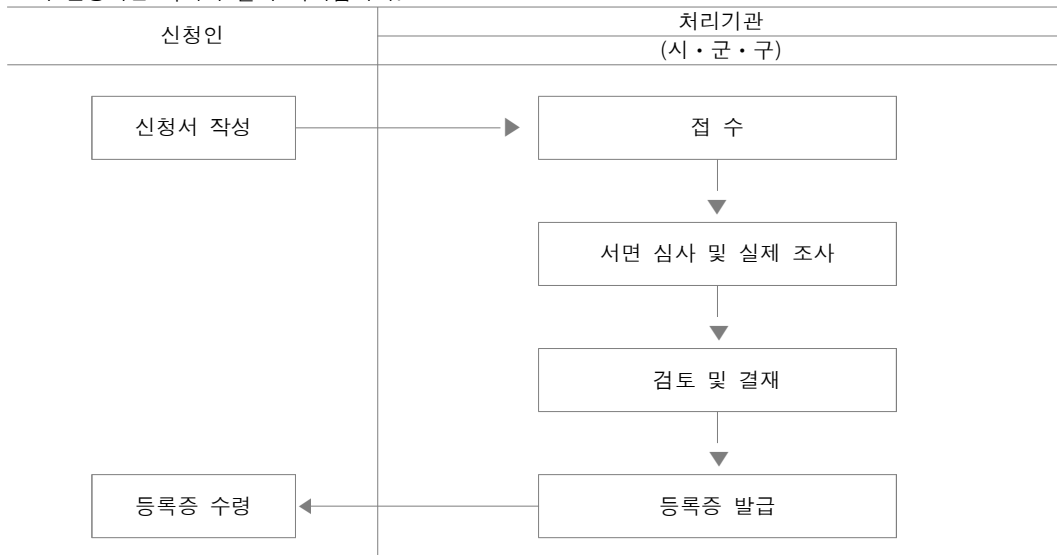 신청인
처리기관
(시・군・구)
신청서 작성
접 수
서면 심사 및 실제 조사
검토 및 결재
등록증 수령
등록증 발급